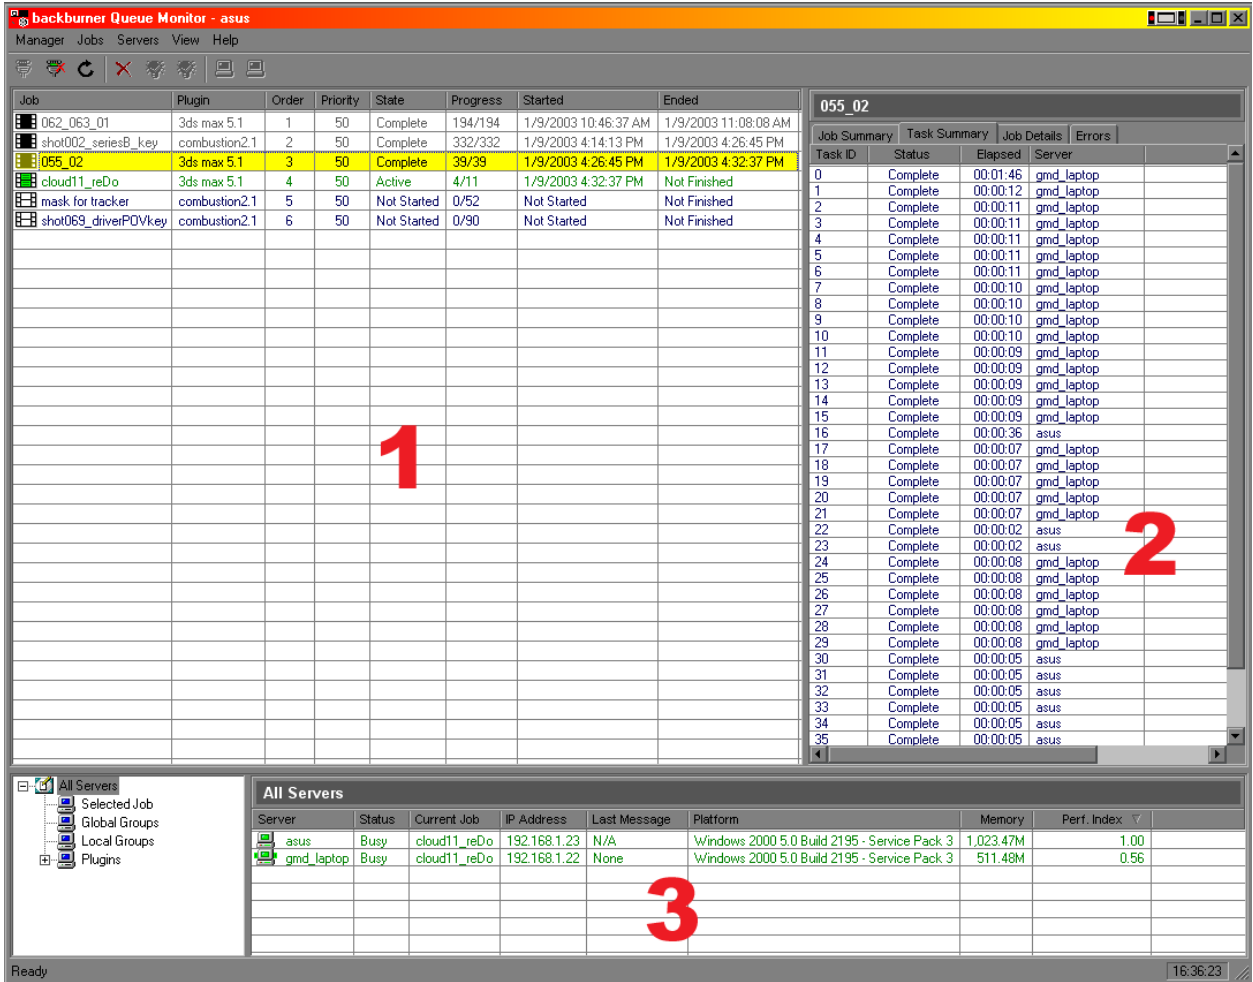 backburner Queue Monitor - asus
Manager Jobs Servers View Help
Job Plugin Order Priority State Progress Started Ended
062_063_01 3ds max 5.1 1 50 Complete 194/194 1/9/2003 10:46:37 AM 1/9/2003 11:08:08 AM
shot002_seriesB_key combustion2.1 2 50 Complete 332/332 1/9/2003 4:14:13 PM 1/9/2003 4:26:45 PM
055_02 3ds max 5.1 3 50 Complete 39/39 1/9/2003 4:26:45 PM 1/9/2003 4:32:37 PM
cloud11_reDo 3ds max 5.1 4 50 Active 4/11 1/9/2003 4:32:37 PM Not Finished
mask for tracker combustion2.1 5 50 Not Started 0/52 Not Started Not Finished
shot069_driverPOVkey combustion2.1 6 50 Not Started 0/90 Not Started Not Finished
1
055_02
Job Summary Task Summary Job Details Errors
Task ID Status Elapsed Server
0 Complete 00:01:46 gmd_laptop
1 Complete 00:00:12 gmd_laptop
2 Complete 00:00:11 gmd_laptop
3 Complete 00:00:11 gmd_laptop
4 Complete 00:00:11 gmd_laptop
5 Complete 00:00:11 gmd_laptop
6 Complete 00:00:11 gmd_laptop
7 Complete 00:00:10 gmd_laptop
8 Complete 00:00:10 gmd_laptop
9 Complete 00:00:10 gmd_laptop
10 Complete 00:00:10 gmd_laptop
11 Complete 00:00:09 gmd_laptop
12 Complete 00:00:09 gmd_laptop
13 Complete 00:00:09 gmd_laptop
14 Complete 00:00:09 gmd_laptop
15 Complete 00:00:09 gmd_laptop
16 Complete 00:00:36 asus
17 Complete 00:00:07 gmd_laptop
18 Complete 00:00:07 gmd_laptop
19 Complete 00:00:07 gmd_laptop
20 Complete 00:00:07 gmd_laptop
21 Complete 00:00:07 gmd_laptop
22 Complete 00:00:02 asus
23 Complete 00:00:02 asus
24 Complete 00:00:08 gmd_laptop
25 Complete 00:00:08 gmd_laptop
26 Complete 00:00:08 gmd_laptop
27 Complete 00:00:08 gmd_laptop
28 Complete 00:00:08 gmd_laptop
29 Complete 00:00:08 gmd_laptop
30 Complete 00:00:05 asus
31 Complete 00:00:05 asus
32 Complete 00:00:05 asus
33 Complete 00:00:05 asus
34 Complete 00:00:05 asus
35 Complete 00:00:05 asus
2
All Servers
Selected Job
Global Groups
Local Groups
Plugins
All Servers
Server Status Current Job IP Address Last Message Platform Memory Perf. Index
asus Busy cloud11_reDo 192.168.1.23 N/A Windows 2000 5.0 Build 2195 - Service Pack 3 1,023.47M 1.00
gmd_laptop Busy cloud11_reDo 192.168.1.22 None Windows 2000 5.0 Build 2195 - Service Pack 3 511.48M 0.56
3
Ready 16:36:23